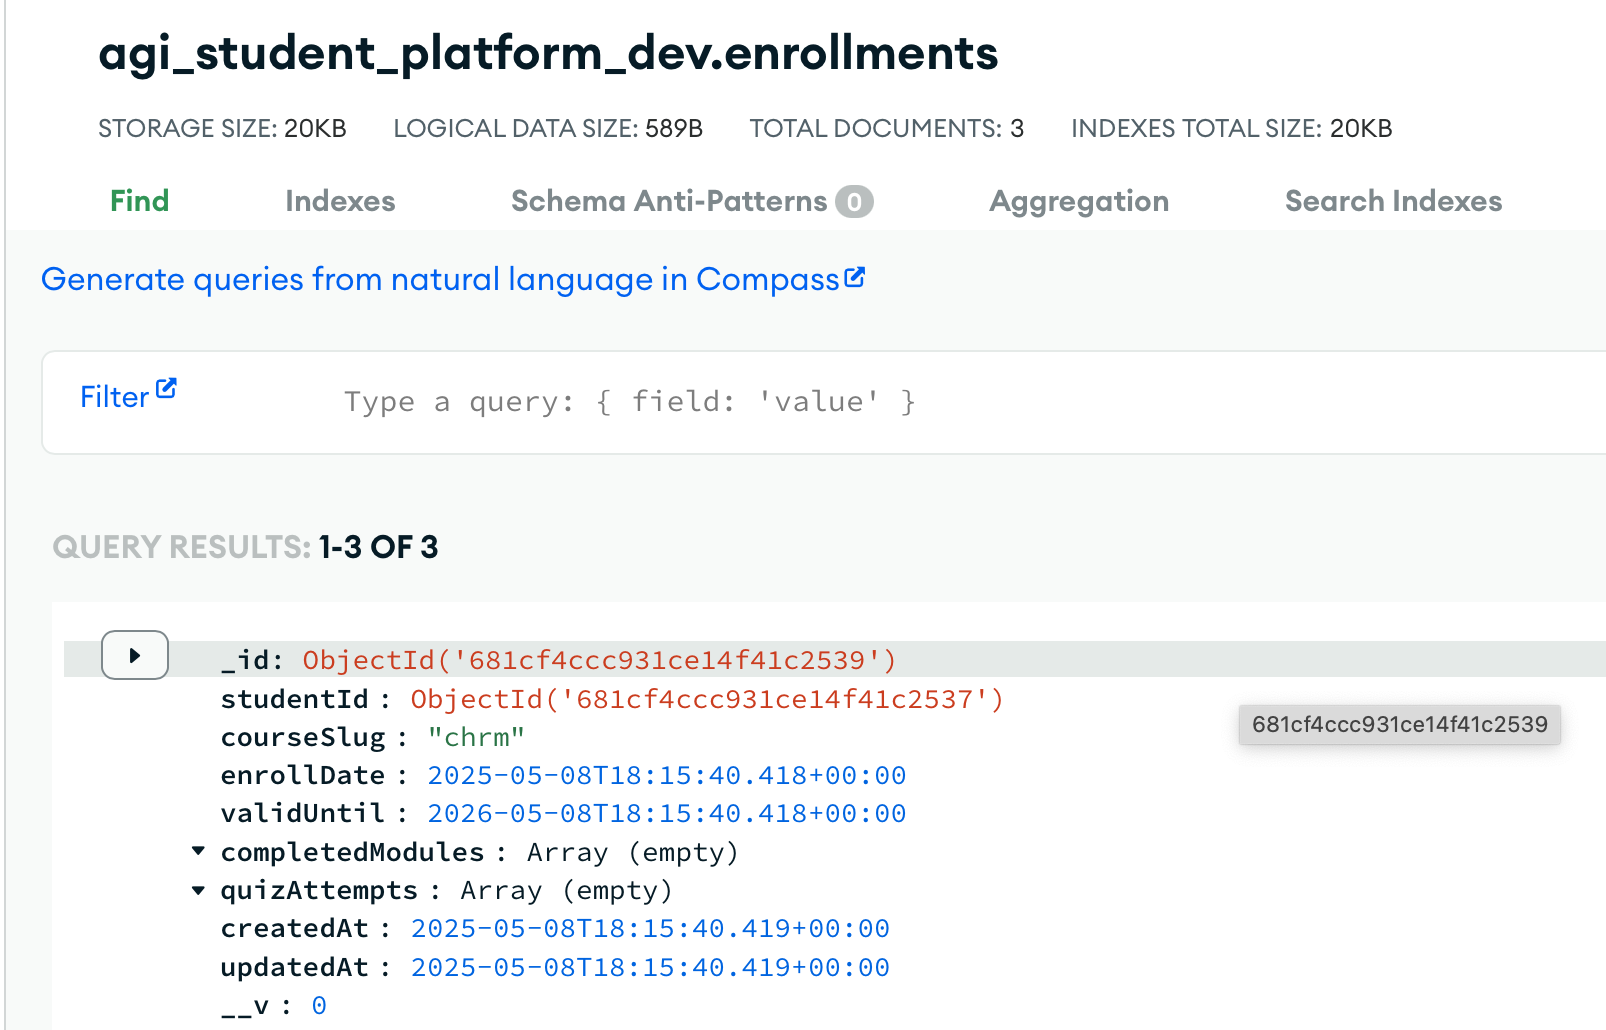 agi_student_platform_dev.enrollments
STORAGE SIZE: 20KB LOGICAL DATA SIZE: 589B TOTAL DOCUMENTS: 3 INDEXES TOTAL SIZE: 20KB
Find Indexes Schema Anti-Patterns 0 Aggregation Search Indexes
Generate queries from natural language in Compass
Filter Type a query: { field: 'value' }
QUERY RESULTS: 1-3 OF 3
_id: ObjectId('681cf4ccc931ce14f41c2539')
studentId : ObjectId('681cf4ccc931ce14f41c2537')
681cf4ccc931ce14f41c2539
courseSlug : "chrm"
enrollDate : 2025-05-08T18:15:40.418+00:00
validUntil : 2026-05-08T18:15:40.418+00:00
completedModules : Array (empty)
quizAttempts : Array (empty)
createdAt : 2025-05-08T18:15:40.419+00:00
updatedAt : 2025-05-08T18:15:40.419+00:00
__v : 0